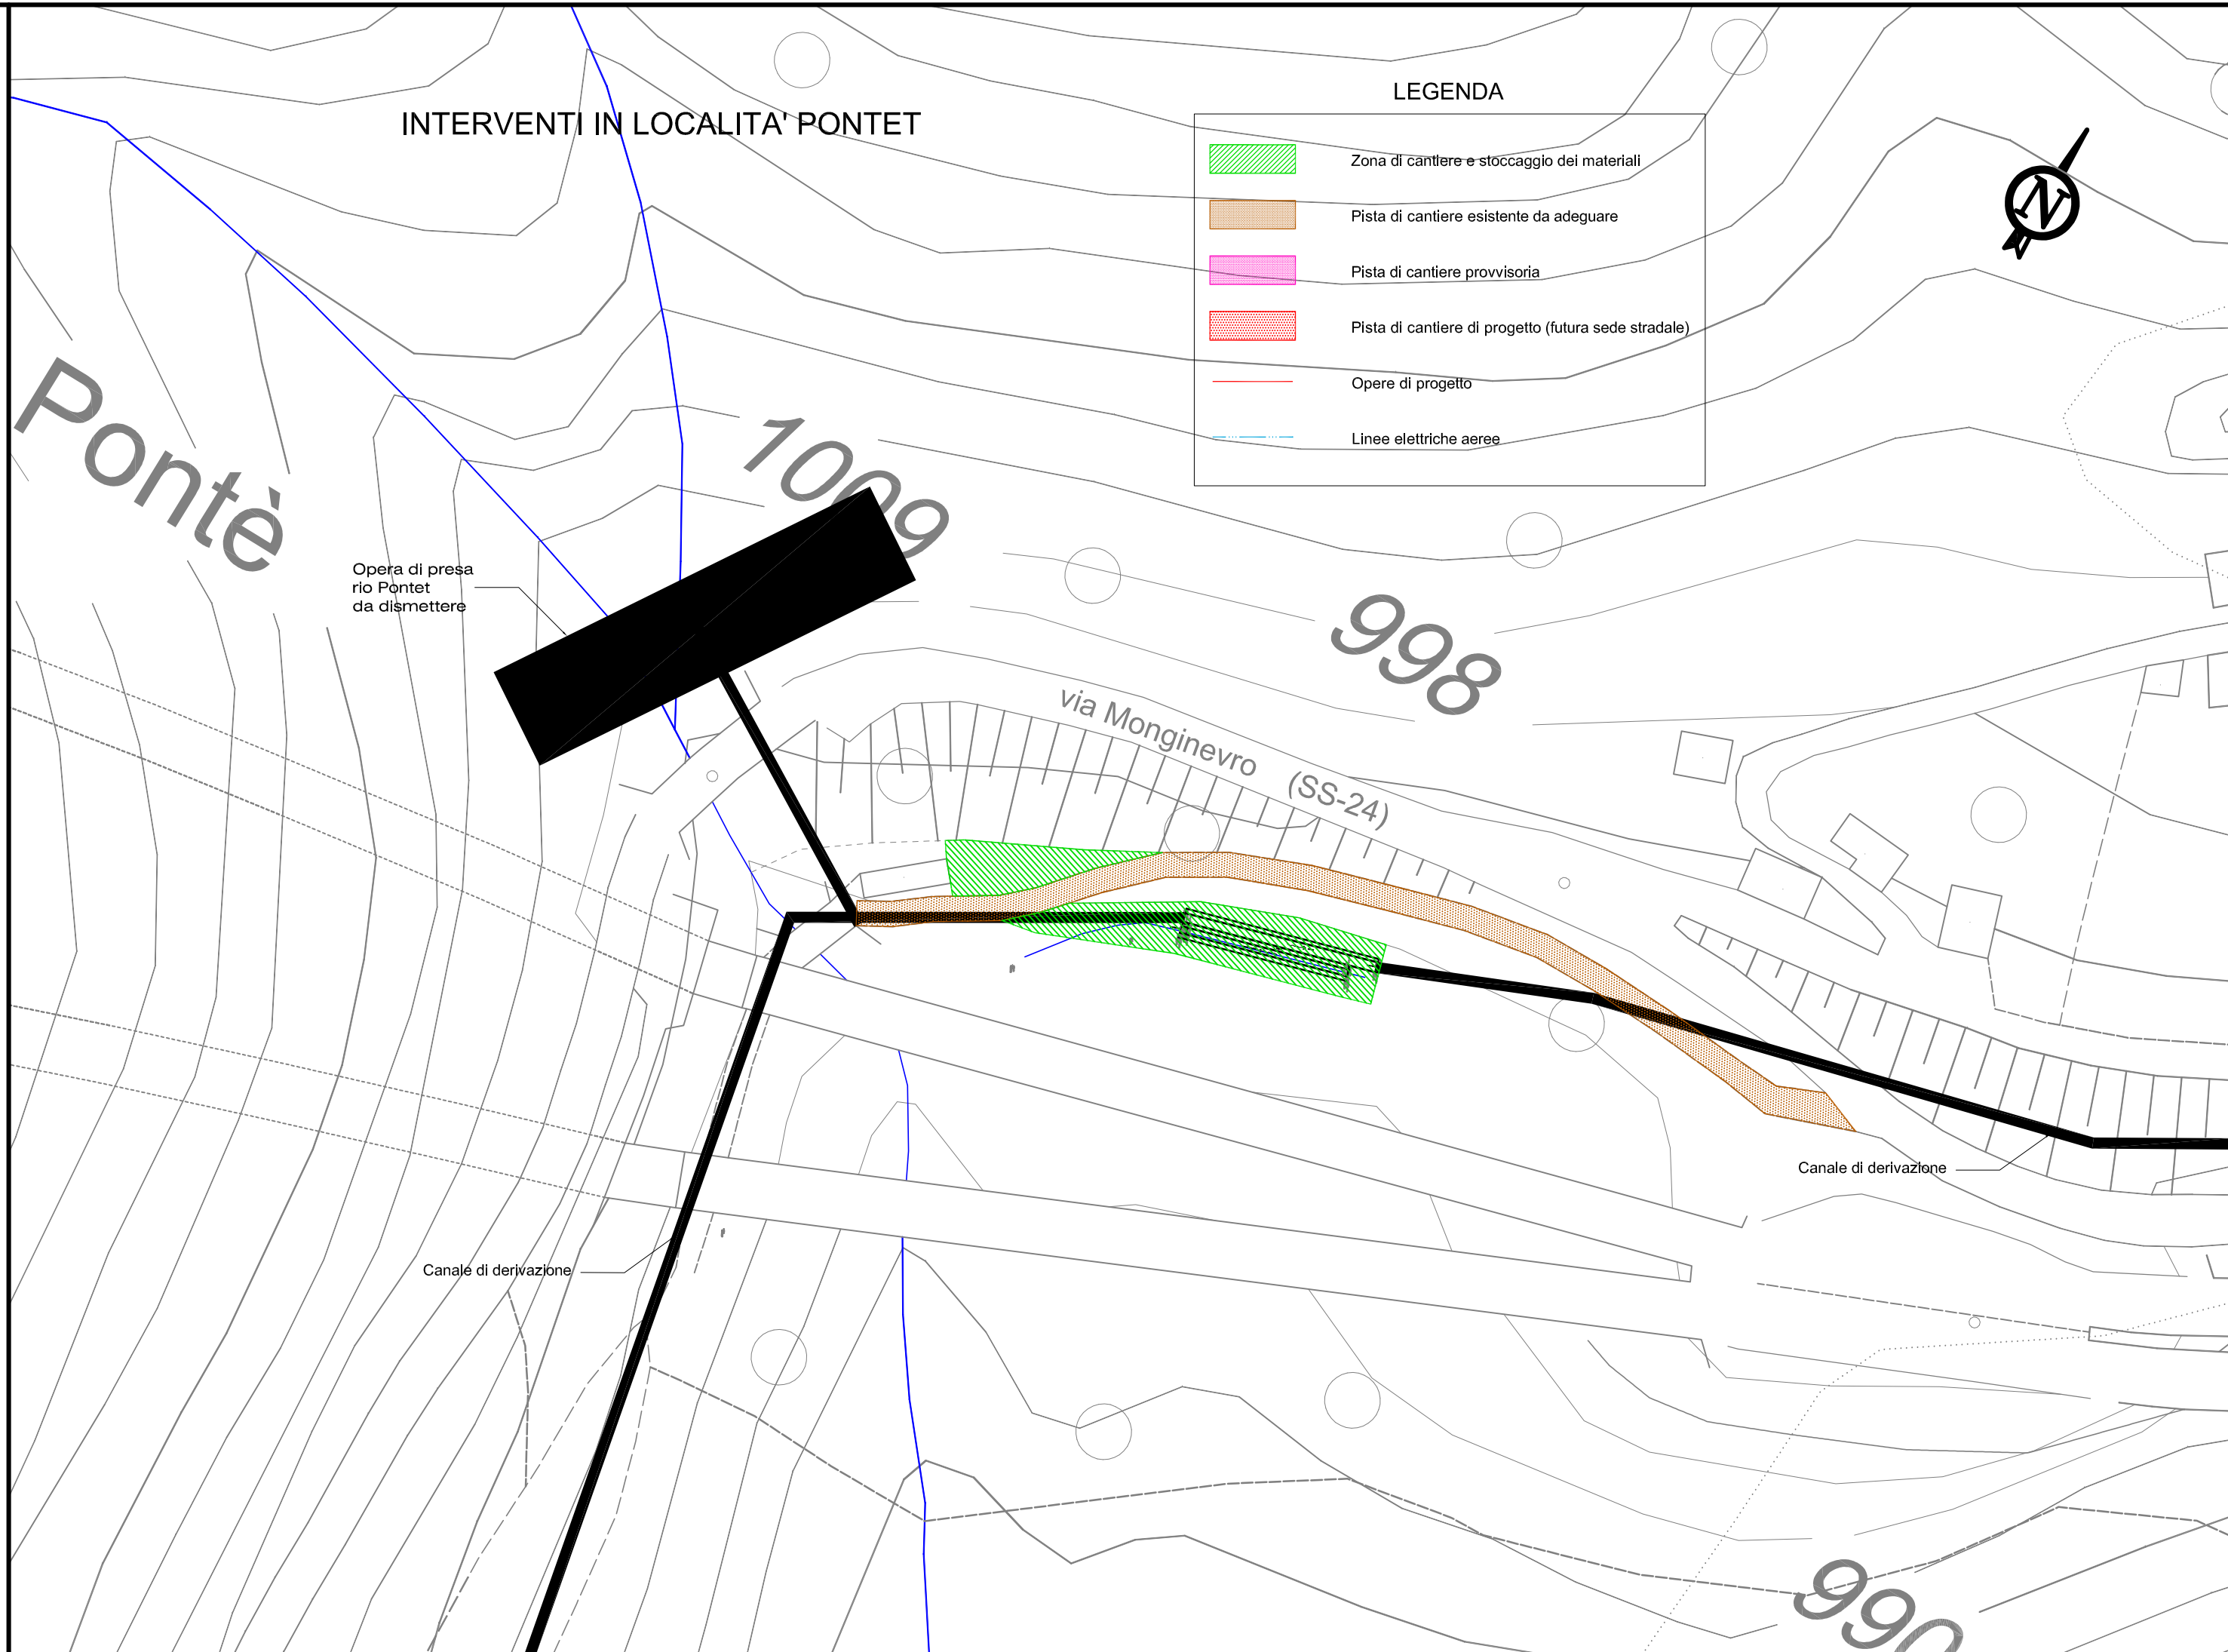 INTERVENTI IN LOCALITA' PONTET
LEGENDA
Zona di cantiere e stoccaggio dei materiali
Pista di cantiere esistente da adeguare
Pista di cantiere provvisoria
Pista di cantiere di progetto (futura sede stradale)
Opere di progetto
Linee elettriche aeree
N
Pontè
1009
Opera di presa
rio Pontet
da dismettere
998
via Monginevro (SS-24)
Canale di derivazione
Canale di derivazione
990